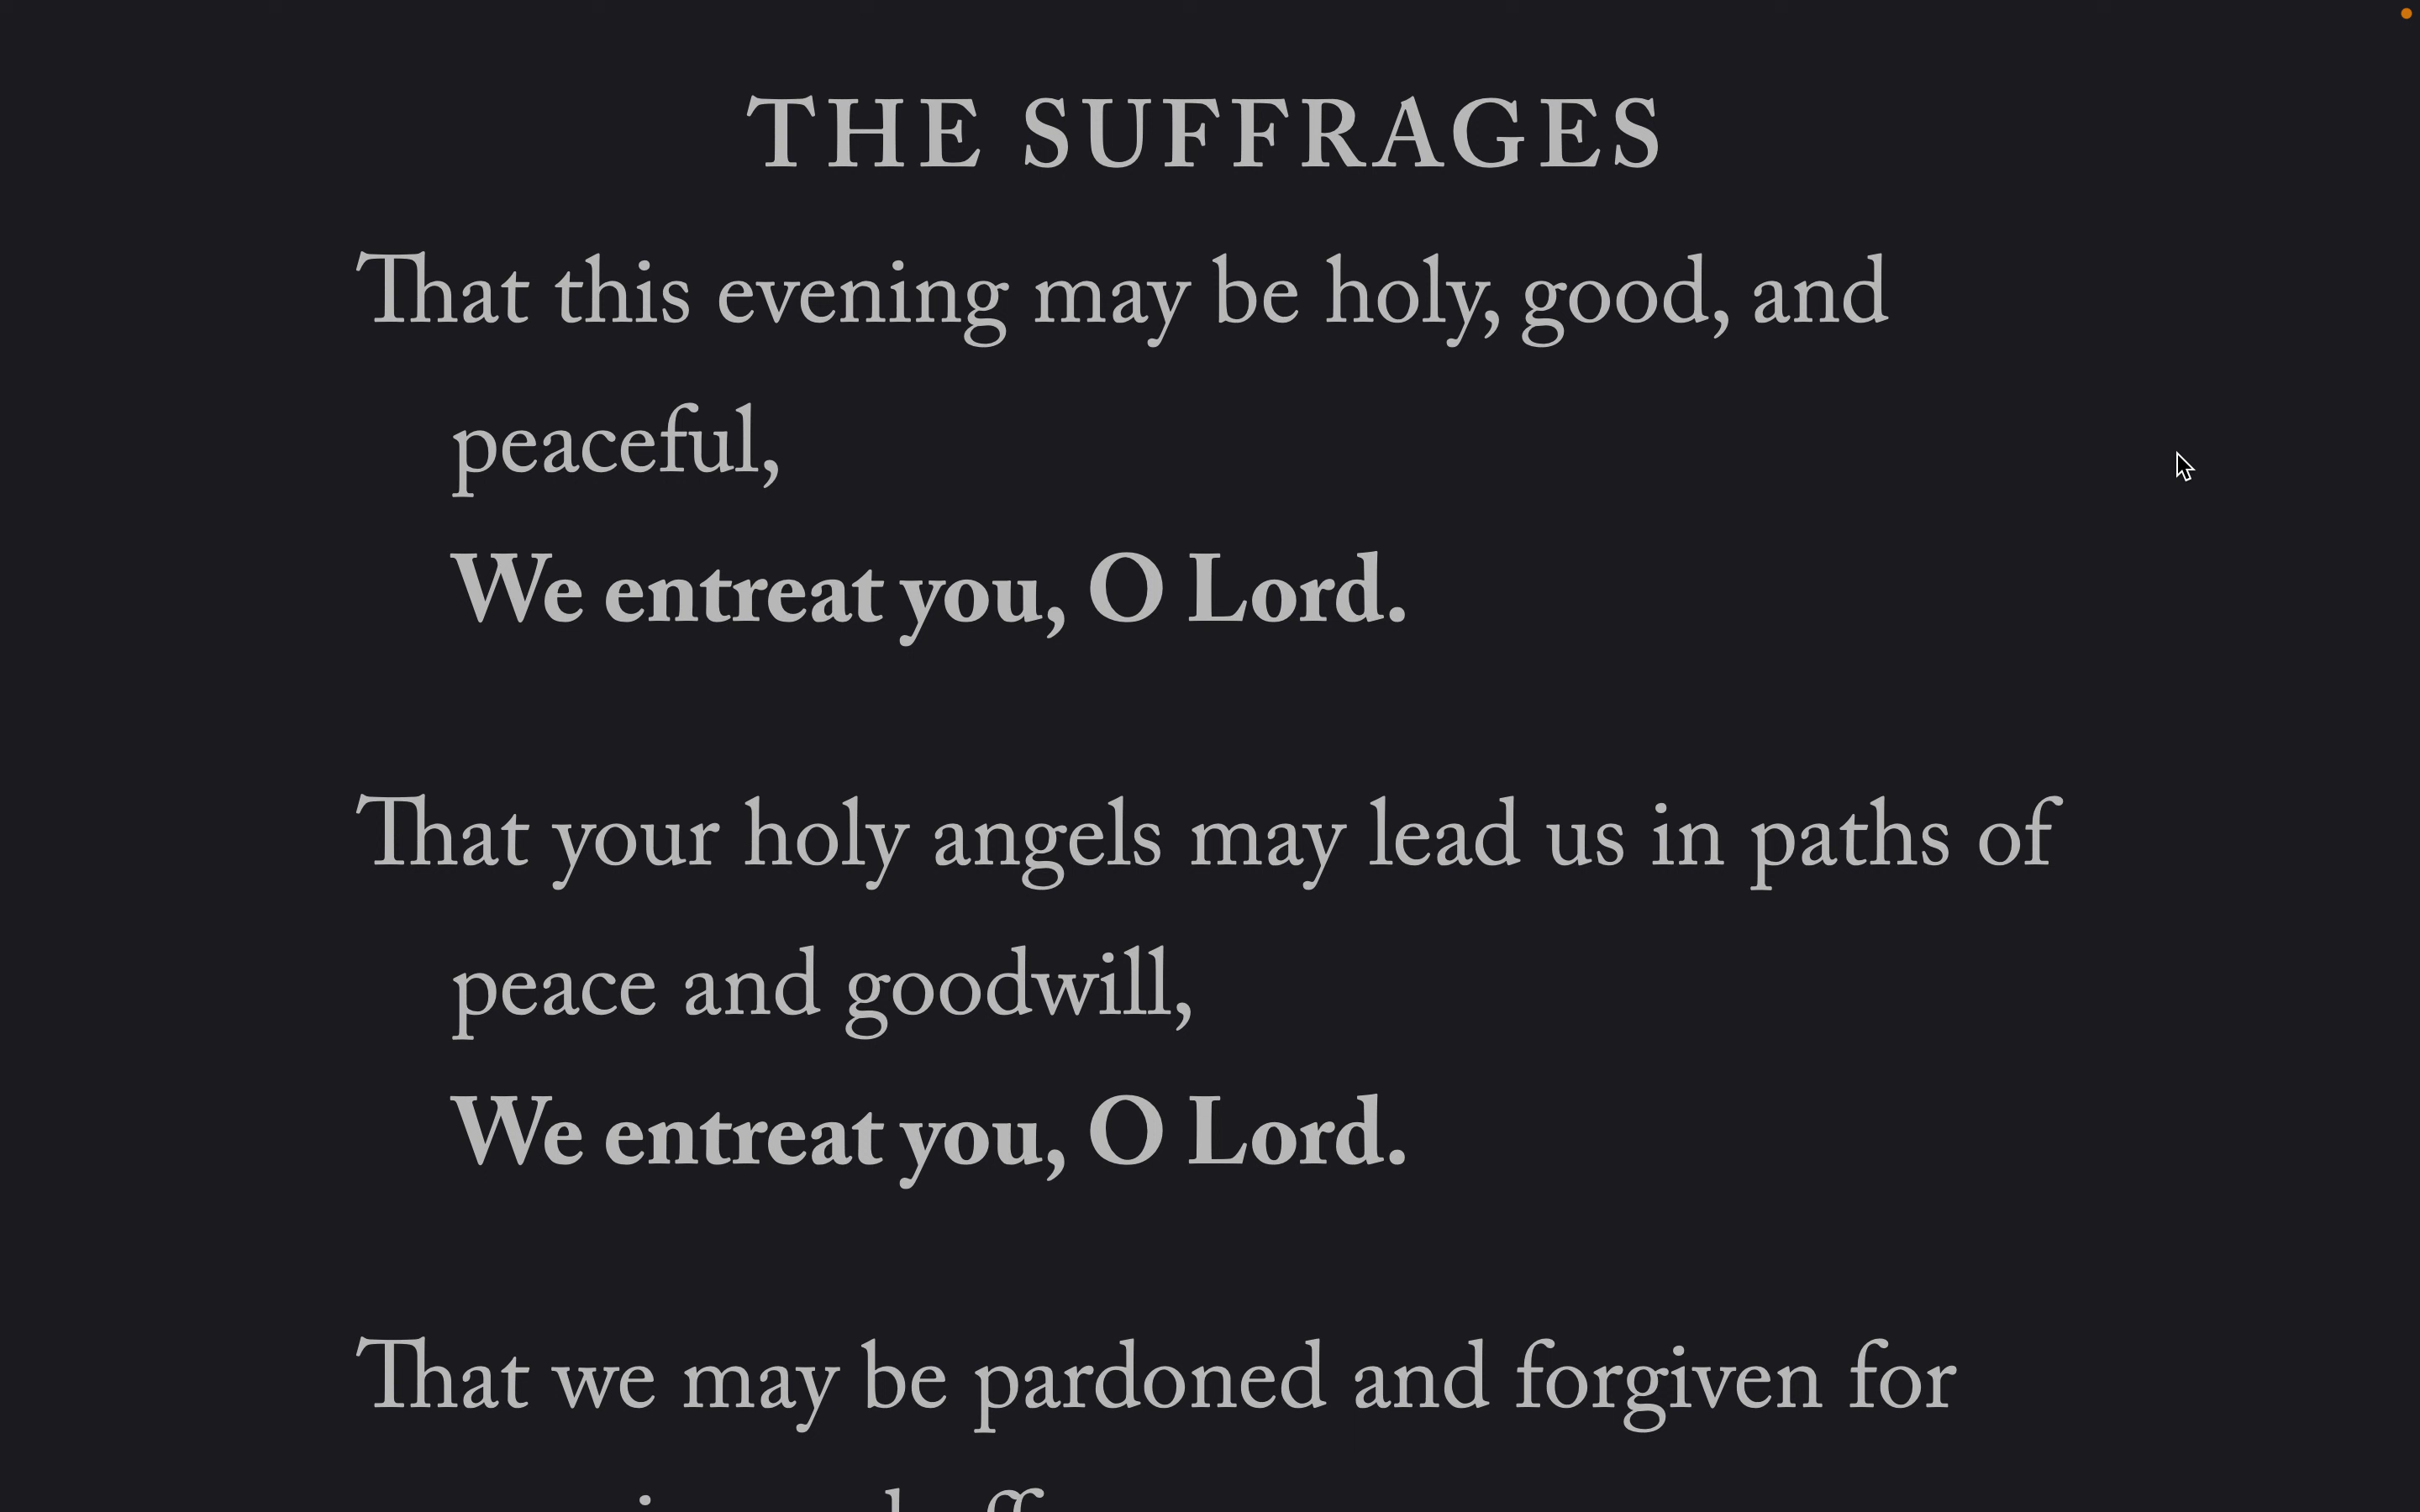 THE SUFFRAGES
That this evening may be holy, good, and
peaceful,
We entreat you, O Lord.
That your holy angels may lead us in paths of
peace and goodwill,
We entreat you, O Lord.
That we may be pardoned and forgiven for